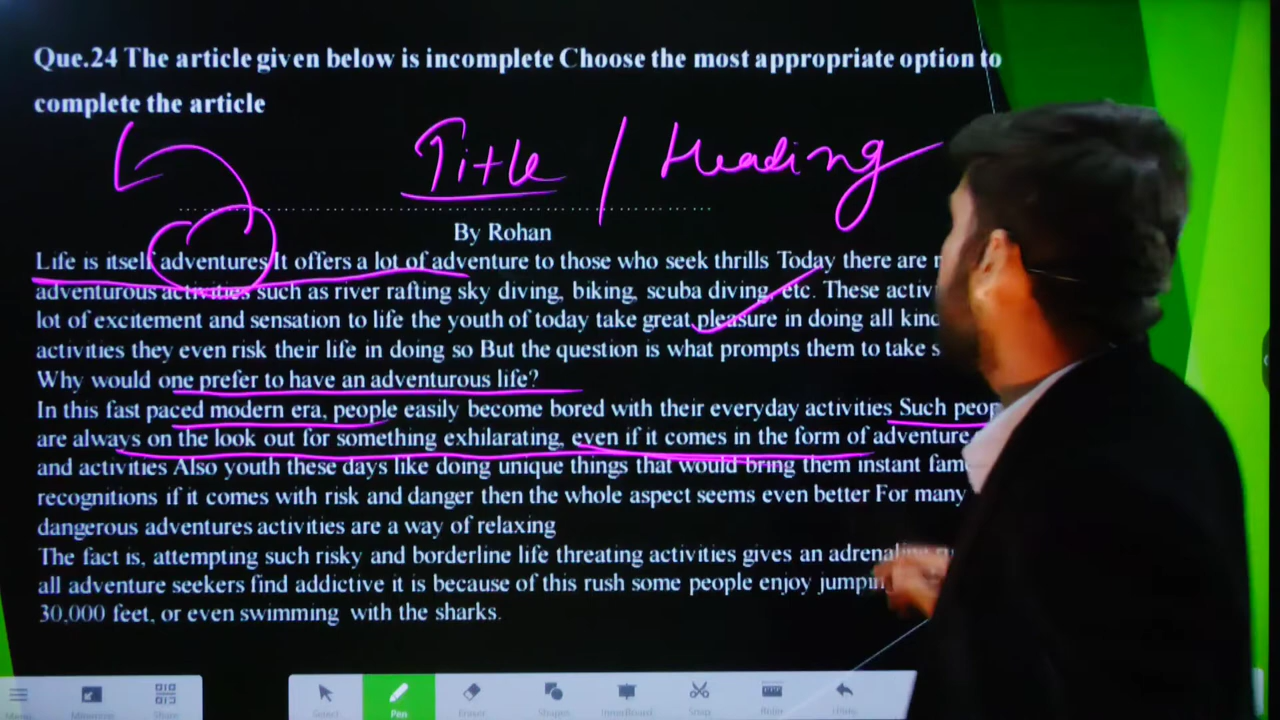 Que.24 The article given below is incomplete Choose the most appropriate option to
complete the article
Title / Heading
................................................................................
By Rohan
Life is itself adventures It offers a lot of adventure to those who seek thrills Today there are
adventurous activities such as river rafting sky diving, biking, scuba diving, etc. These
lot of excitement and sensation to life the youth of today take great pleasure in doing all
activities they even risk their life in doing so But the question is what prompts them to take
Why would one prefer to have an adventurous life?
In this fast paced modern era, people easily become bored with their everyday activities Such
are always on the look out for something exhilarating, even if it comes in the form of adventure
and activities Also youth these days like doing unique things that would bring them instant
recognitions if it comes with risk and danger then the whole aspect seems even better For many
dangerous adventures activities are a way of relaxing
The fact is, attempting such risky and borderline life threating activities gives an
all adventure seekers find addictive it is because of this rush some people enjoy
30,000 feet, or even swimming with the sharks.
Select
Pen
Eraser
Shapes
Snap
Ruler
Undo